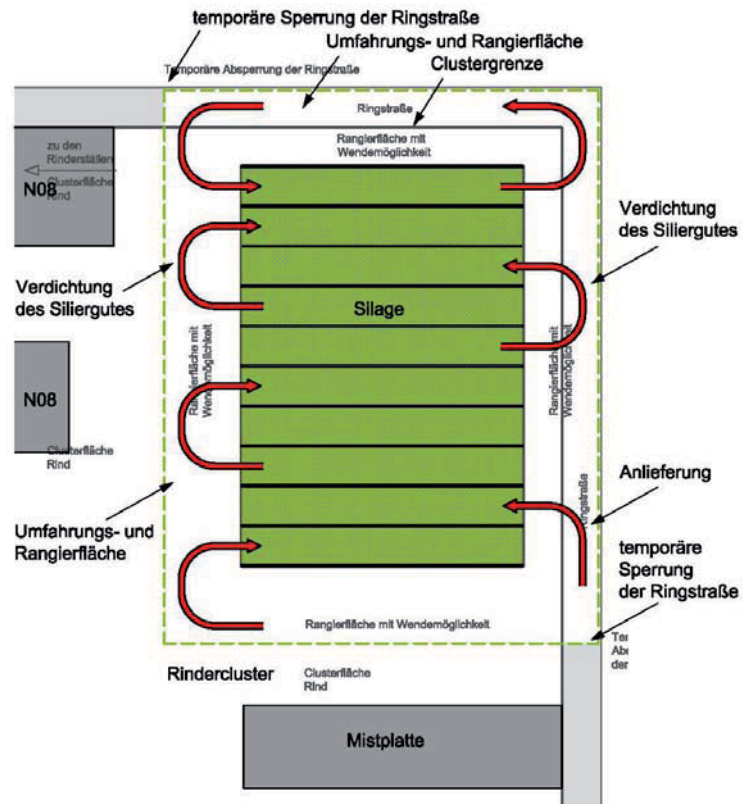 temporäre Sperrung der Ringstraße
Umfahrungs- und Rangierfläche
Clustergrenze
Temporäre Absperrung der Ringstraße
Ringstraße
Rangierfläche mit
Wendemöglichkeit
zu den
Rinderställen
Clusterfläche
Rind
N08
Verdichtung
des Siliergutes
Verdichtung
des Siliergutes
Silage
Rangierfläche mit
Wendemöglichkeit
Rangierfläche mit
Wendemöglichkeit
N08
Clusterfläche
Rind
Anlieferung
Ringstraße
Umfahrungs- und
Rangierfläche
temporäre
Sperrung
der Ringstraße
Rangierfläche mit Wendemöglichkeit
Rindercluster
Clusterfläche
Rind
Mistplatte